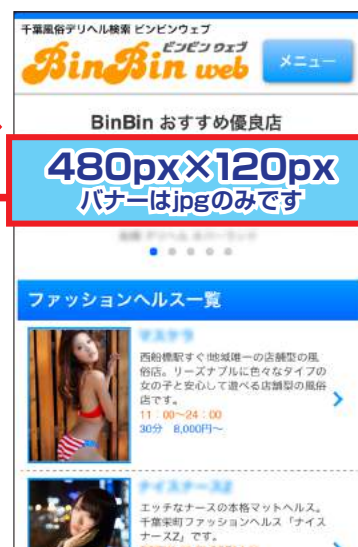 千葉風俗デリヘル検索 ビンビンウェブ
ビンビン ウェブ
BinBin web
メニュー
BinBin おすすめ優良店
480px×120px
バナーはjpgのみです
ファッションヘルス一覧
西船橋駅すぐ!地域唯一の店舗型の風
俗店。リーズナブルに色々なタイプの
女の子と安心して遊べる店舗型の風俗
店です。
11：00〜24：00
30分 8,000円〜
エッチなナースの本格マットヘルス。
千葉栄町ファッションヘルス「ナイス
ナースZ」です。